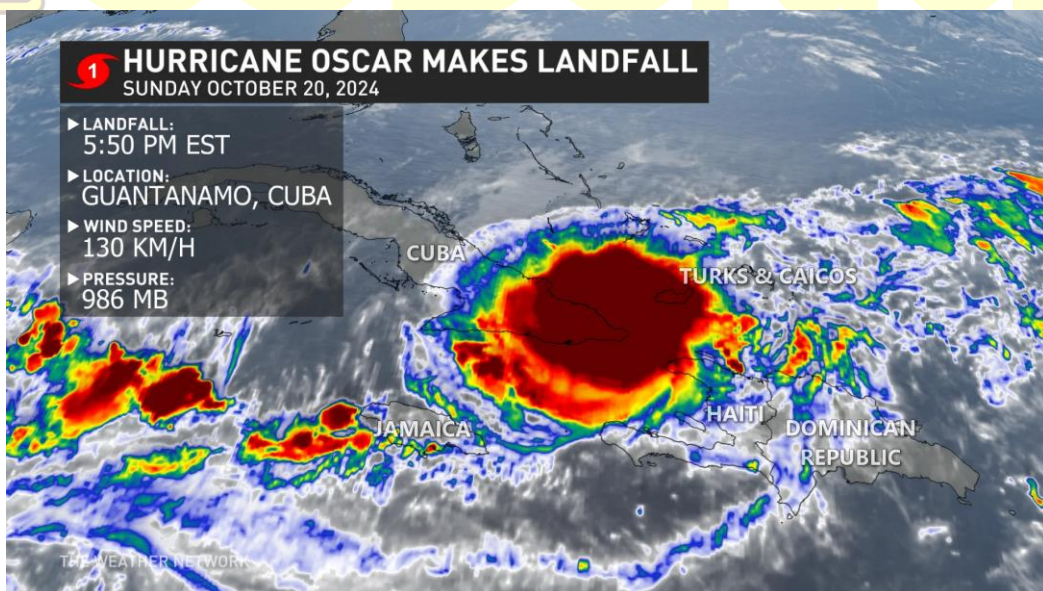 1
HURRICANE OSCAR MAKES LANDFALL
SUNDAY OCTOBER 20, 2024
LANDFALL:
5:50 PM EST
LOCATION:
GUANTANAMO, CUBA
WIND SPEED:
130 KM/H
PRESSURE:
986 MB
CUBA
TURKS & CAICOS
JAMAICA
HAITI
DOMINICAN
REPUBLIC
THE WEATHER NETWORK